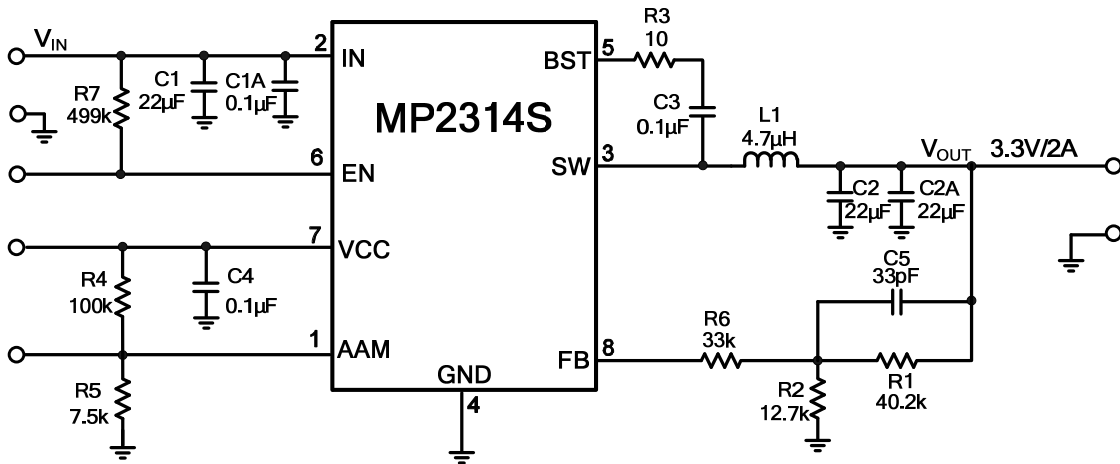 V_IN
R7
499k
C1
22µF
C1A
0.1µF
2
IN
6
EN
7
VCC
R4
100k
C4
0.1µF
1
AAM
R5
7.5k
MP2314S
GND
4
BST
5
R3
10
C3
0.1µF
SW
3
L1
4.7µH
V_OUT 3.3V/2A
C2
22µF
C2A
22µF
C5
33pF
FB
8
R6
33k
R2
12.7k
R1
40.2k